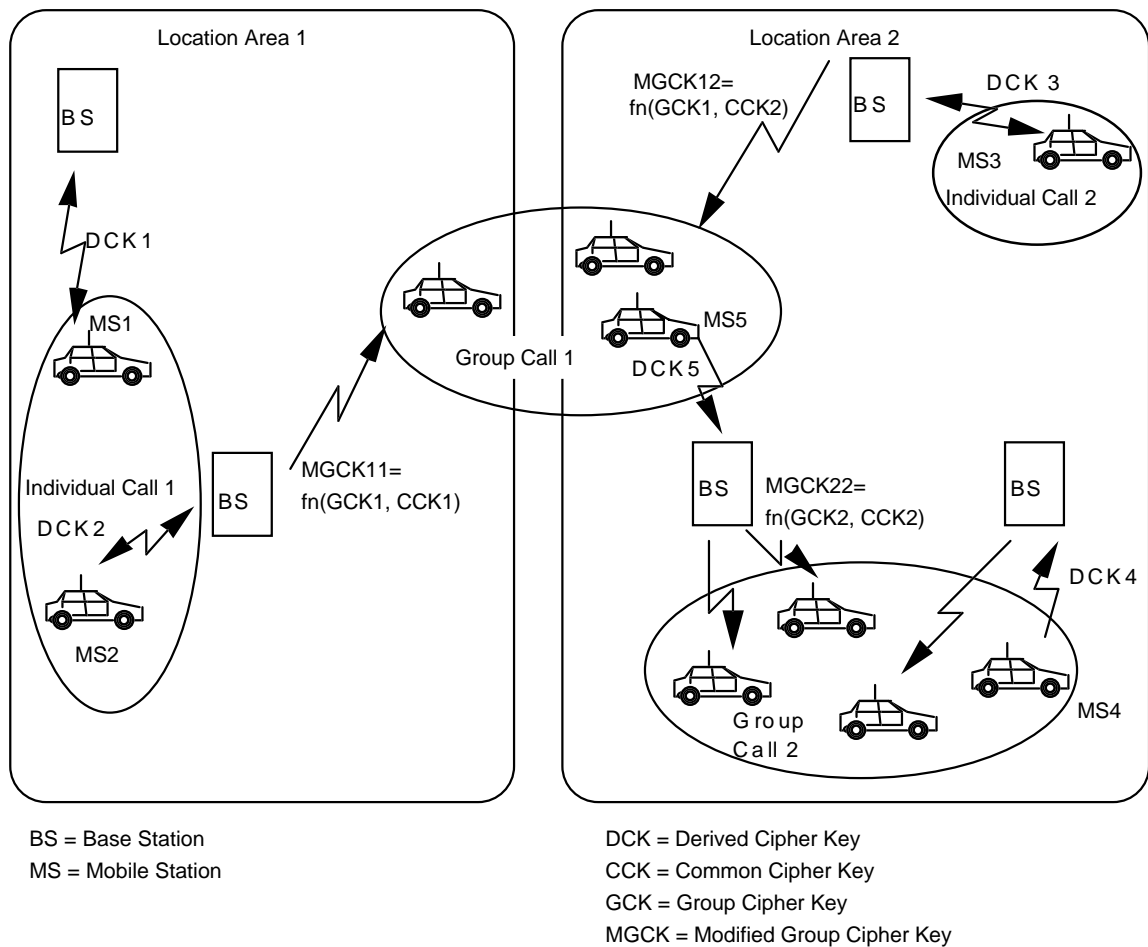 Location Area 1
BS
DCK1
MS1
Individual Call 1
DCK2
MS2
BS
MGCK11=
fn(GCK1, CCK1)
Group Call 1
Location Area 2
MGCK12=
fn(GCK1, CCK2)
BS
DCK 3
MS3
Individual Call 2
MS5
DCK5
BS
MGCK22=
fn(GCK2, CCK2)
BS
DCK4
MS4
Group
Call 2
BS = Base Station
MS = Mobile Station
DCK = Derived Cipher Key
CCK = Common Cipher Key
GCK = Group Cipher Key
MGCK = Modified Group Cipher Key